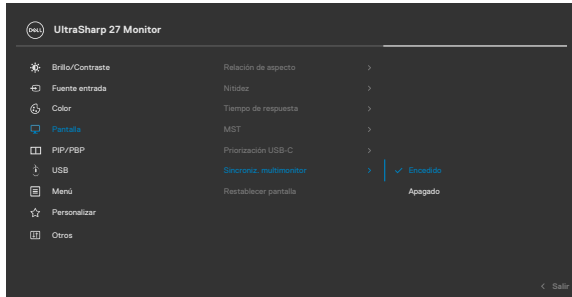 DELL
UltraSharp 27 Monitor
Brillo/Contraste
Fuente entrada
Color
Pantalla
PIP/PBP
USB
Menú
Personalizar
Otros
Relación de aspecto
Nitidez
Tiempo de respuesta
MST
Priorización USB-C
Sincroniz. multimonitor
Restablecer pantalla
Encedido
Apagado
Salir